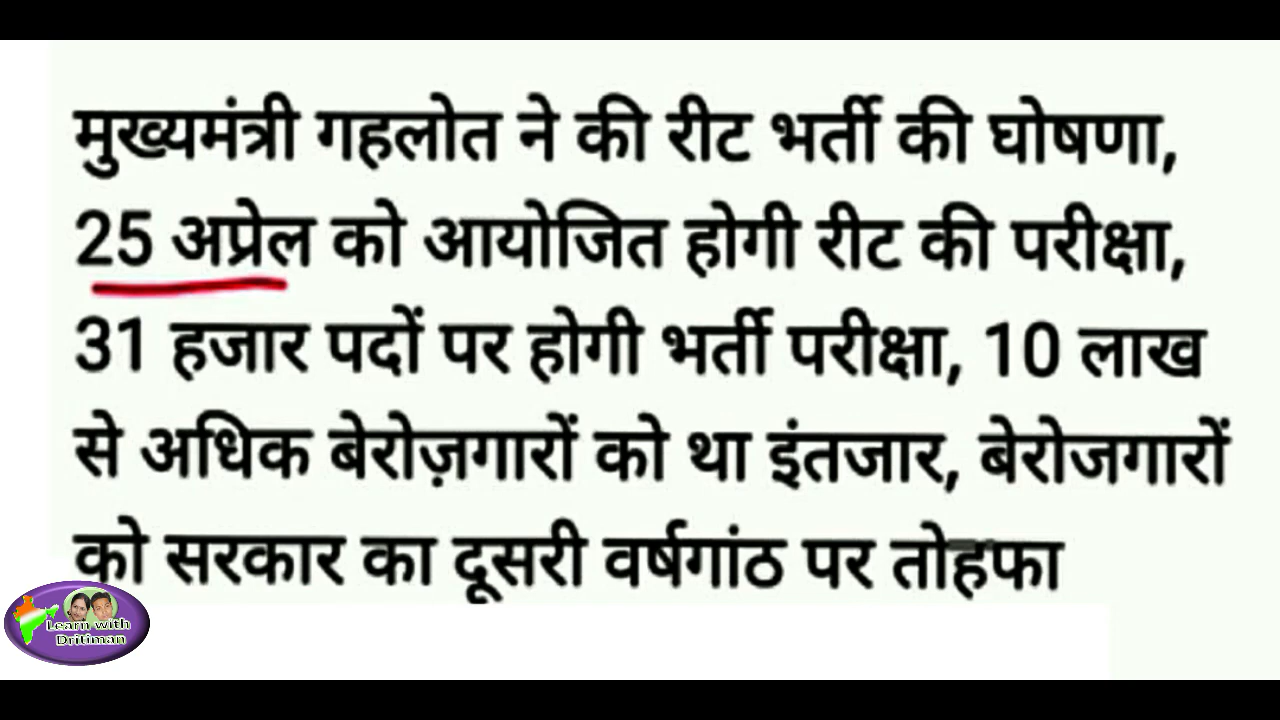 मुख्यमंत्री गहलोत ने की रीट भर्ती की घोषणा,
25 अप्रेल को आयोजित होगी रीट की परीक्षा,
31 हजार पदों पर होगी भर्ती परीक्षा, 10 लाख
से अधिक बेरोज़गारों को था इंतजार, बेरोजगारों
को सरकार का दूसरी वर्षगांठ पर तोहफा
Learn with
Dritiman